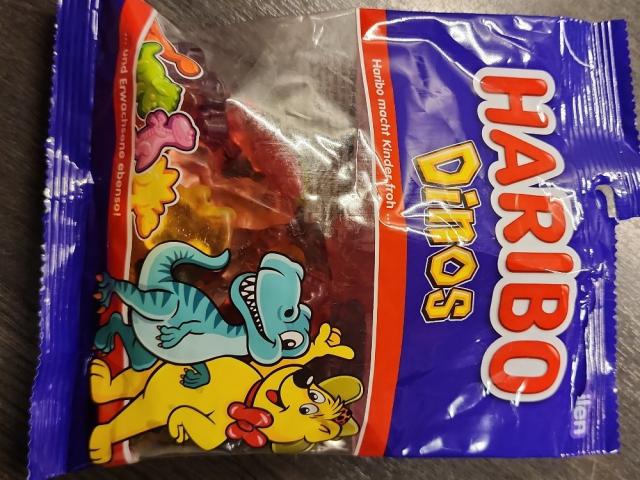 HARIBO
Dinos
Haribo macht Kinder froh ...
... und Erwachsene ebenso!